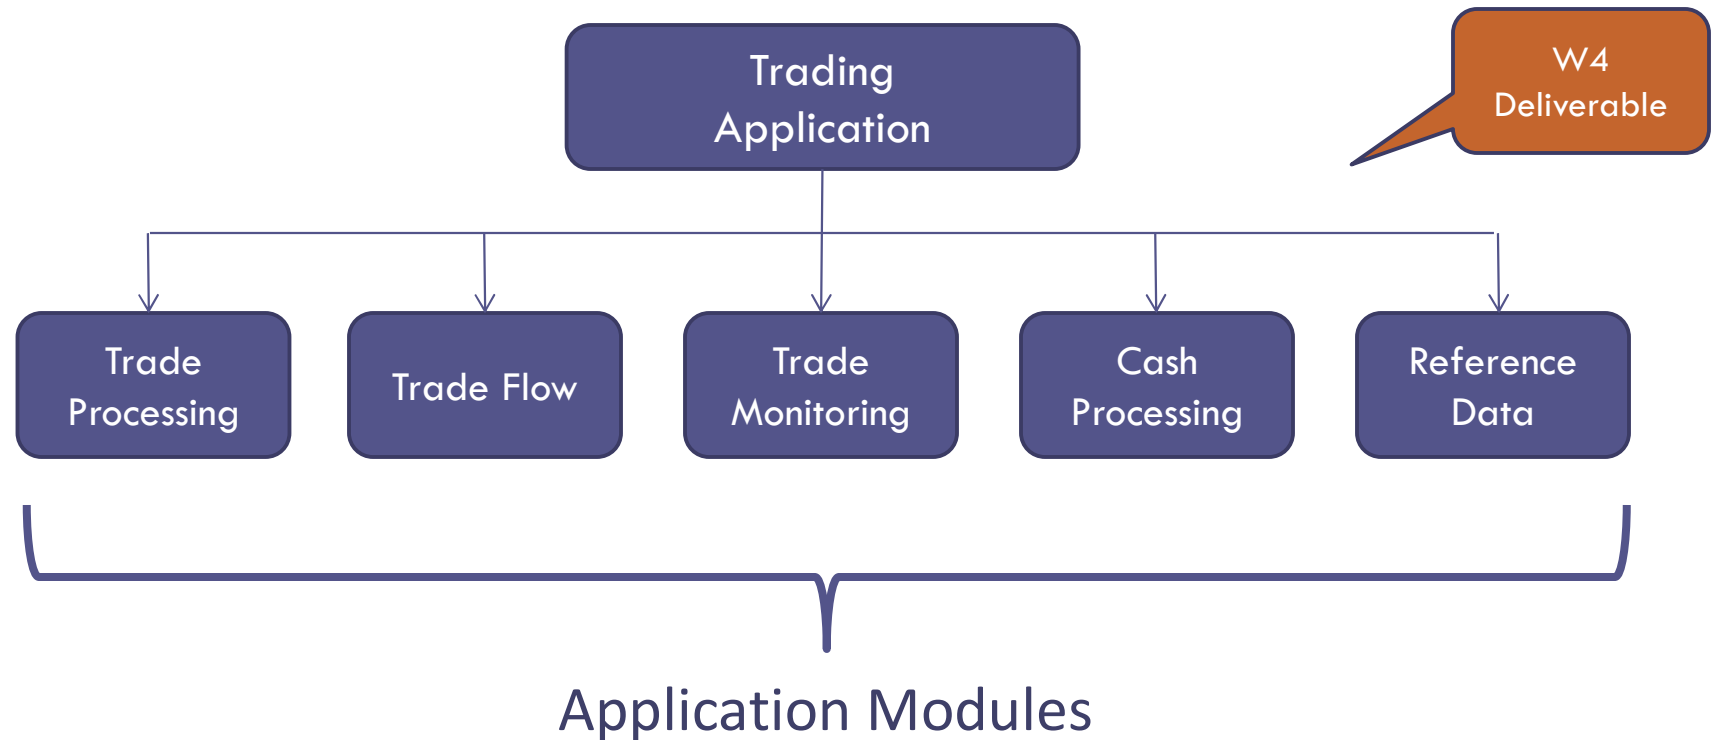 Trading
Application
W4
Deliverable
Trade
Processing
Trade Flow
Trade
Monitoring
Cash
Processing
Reference
Data
Application Modules